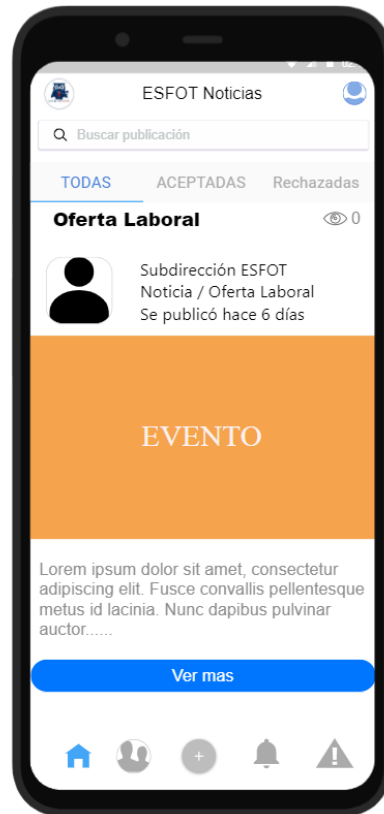 ESFOT Noticias
Buscar publicación
TODAS ACEPTADAS Rechazadas
Oferta Laboral 0
Subdirección ESFOT
Noticia / Oferta Laboral
Se publicó hace 6 días
EVENTO
Lorem ipsum dolor sit amet, consectetur
adipiscing elit. Fusce convallis pellentesque
metus id lacinia. Nunc dapibus pulvinar
auctor......
Ver mas